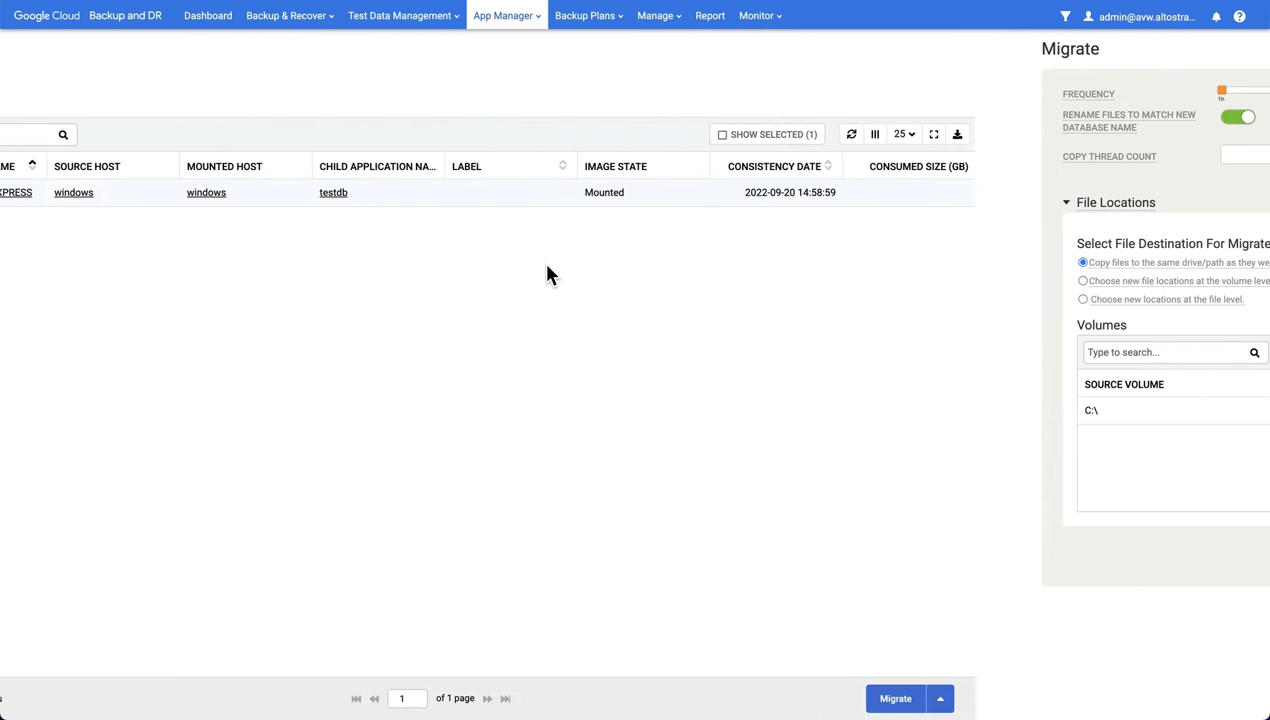 Google Cloud Backup and DR Dashboard Backup & Recover Test Data Management App Manager Backup Plans Manage Report Monitor admin@avw.altostra...
Migrate
FREQUENCY
1h
RENAME FILES TO MATCH NEW
DATABASE NAME
COPY THREAD COUNT
SHOW SELECTED (1) 25
ME SOURCE HOST MOUNTED HOST CHILD APPLICATION NA... LABEL IMAGE STATE CONSISTENCY DATE CONSUMED SIZE (GB)
XPRESS windows windows testdb Mounted 2022-09-20 14:58:59
File Locations
Select File Destination For Migrate
Copy files to the same drive/path as they we
Choose new file locations at the volume leve
Choose new locations at the file level.
Volumes
Type to search...
SOURCE VOLUME
C:\
s 1 of 1 page Migrate